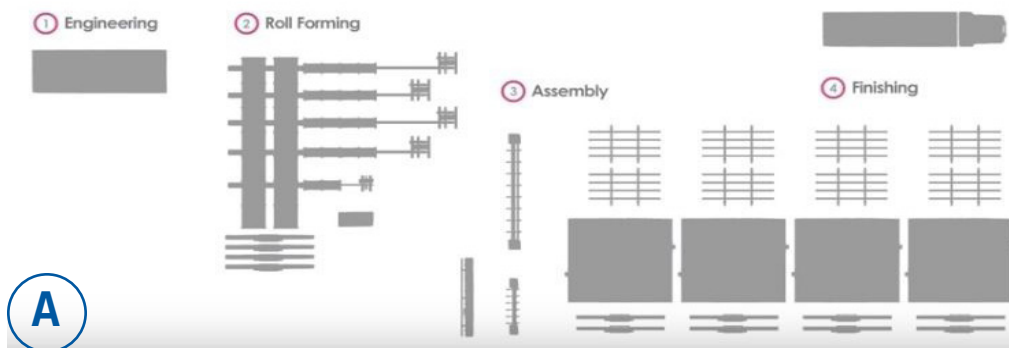 1 Engineering
2 Roll Forming
3 Assembly
4 Finishing
A